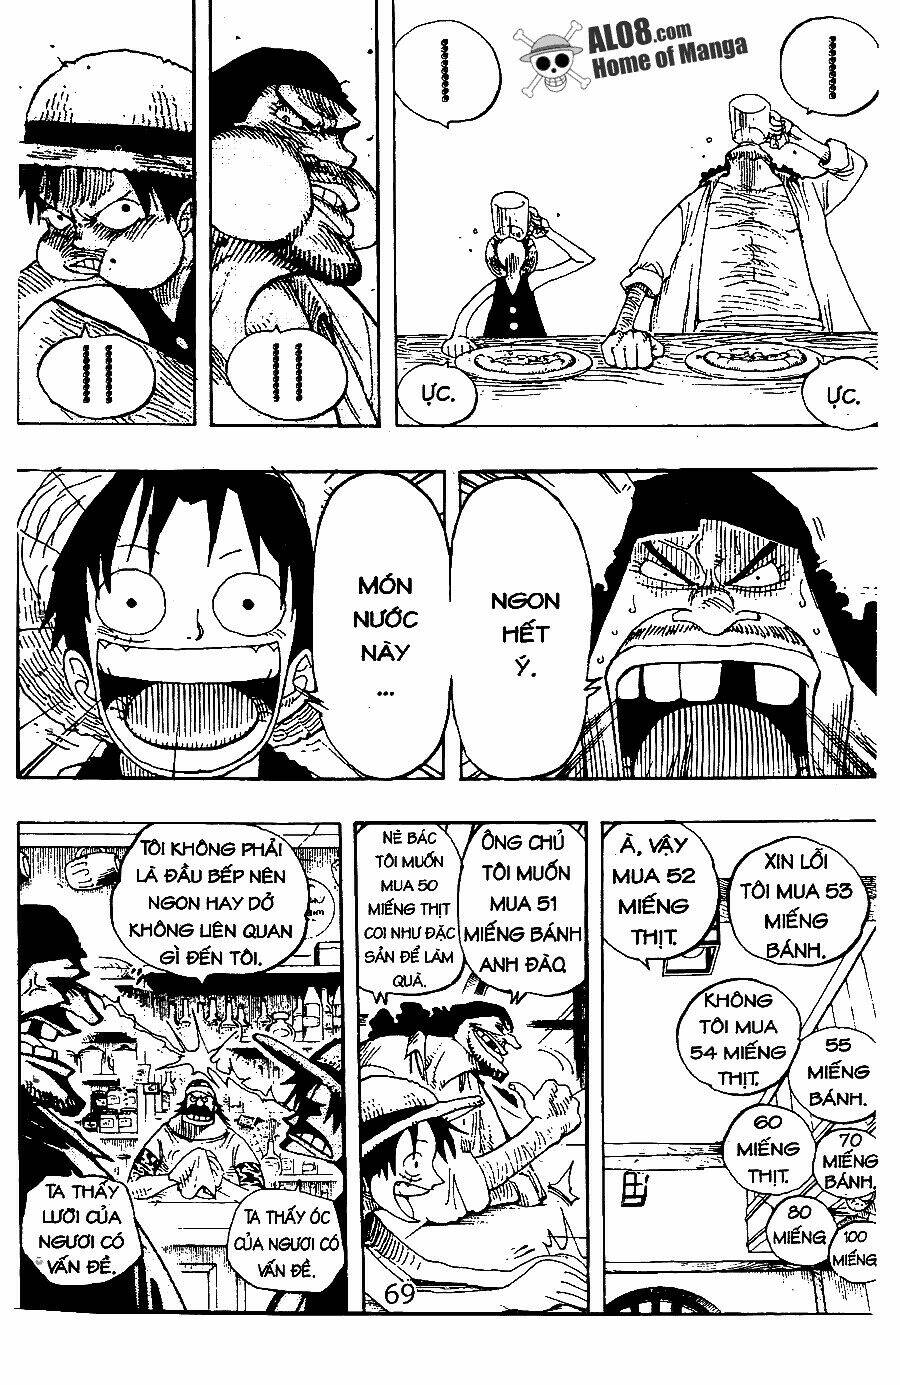 AL08.com
Home of Manga
ỰC.
ỰC.
MÓN
NƯỚC
NÀY
...
NGON
HẾT
Ý.
TA THẤY
LƯỠI CỦA
NGƯƠI CÓ
VẤN ĐỀ.
TA THẤY ÓC
CỦA NGƯƠI CÓ
VẤN ĐỀ.
TÔI KHÔNG PHẢI
LÀ ĐẦU BẾP NÊN
NGON HAY DỞ
KHÔNG LIÊN QUAN
GÌ ĐẾN TÔI.
NÈ BÁC
TÔI MUỐN
MUA 50
MIẾNG THỊT
COI NHƯ ĐẶC
SẢN ĐỂ LÀM
QUÀ.
ÔNG CHỦ
TÔI MUỐN
MUA 51
MIẾNG BÁNH
ANH ĐÀO.
À, VẬY
MUA 52
MIẾNG
THỊT.
XIN LỖI
TÔI MUA 53
MIẾNG
BÁNH.
KHÔNG
TÔI MUA
54 MIẾNG
THỊT.
55
MIẾNG
BÁNH.
60
MIẾNG
THỊT.
70
MIẾNG
BÁNH.
80
MIẾNG
100
MIẾNG
69